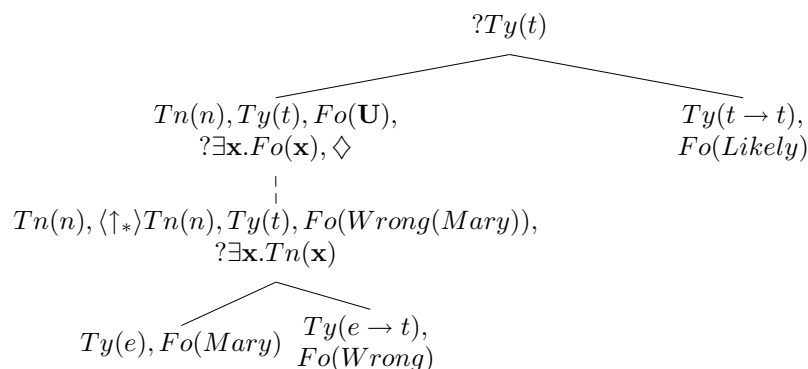 ?Ty(t)
Tn(n), Ty(t), Fo(U),
?∃x.Fo(x), ♢
Ty(t → t),
Fo(Likely)
Tn(n), ⟨↑∗⟩Tn(n), Ty(t), Fo(Wrong(Mary)),
?∃x.Tn(x)
Ty(e), Fo(Mary)
Ty(e → t),
Fo(Wrong)